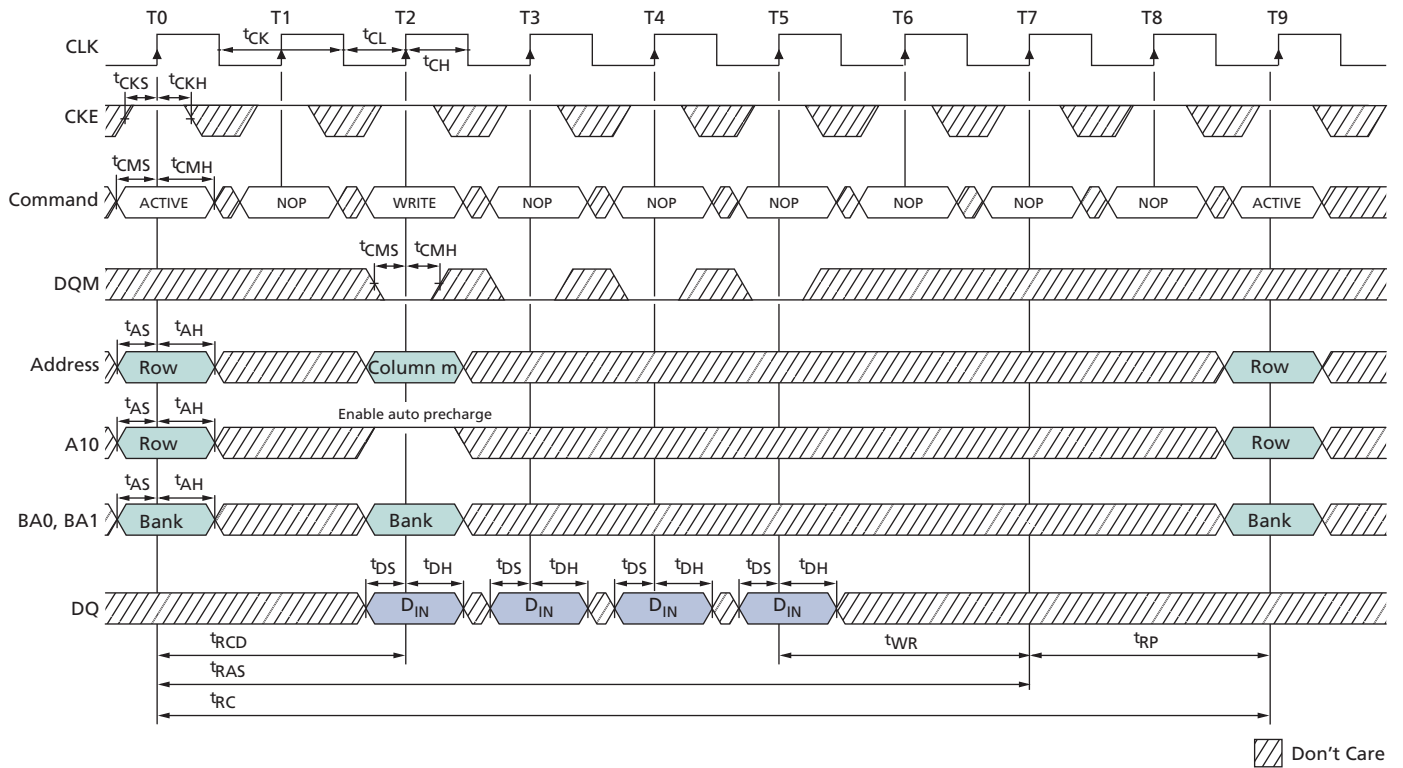 T0 T1 T2 T3 T4 T5 T6 T7 T8 T9
CLK tCK tCL tCH
tCKS tCKH
CKE
tCMS tCMH
Command ACTIVE NOP WRITE NOP NOP NOP NOP NOP NOP ACTIVE
tCMS tCMH
DQM
tAS tAH
Address Row Column m Row
tAS tAH Enable auto precharge
A10 Row Row
tAS tAH
BA0, BA1 Bank Bank Bank
tDS tDH tDS tDH tDS tDH tDS tDH
DQ DIN DIN DIN DIN
tRCD tWR tRP
tRAS
tRC
Don't Care